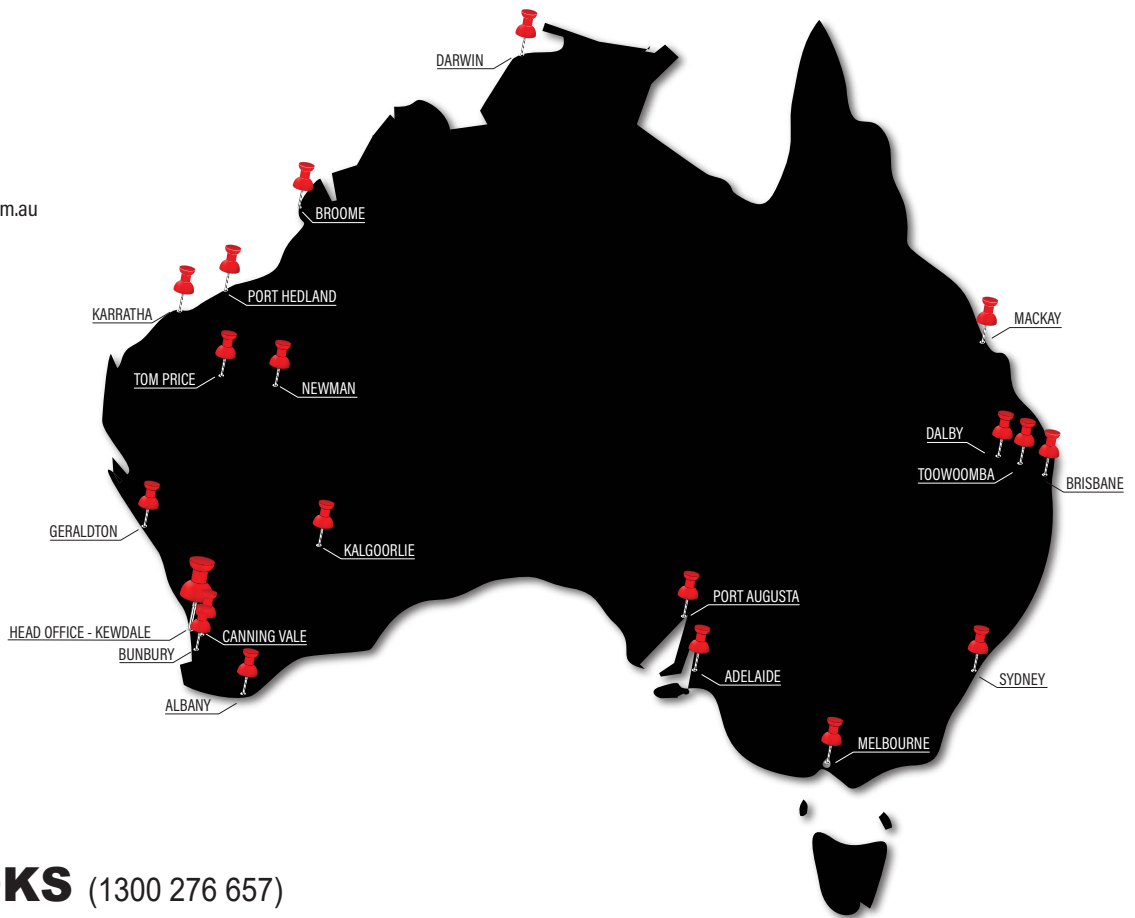 DARWIN
m.au
BROOME
PORT HEDLAND
KARRATHA
MACKAY
TOM PRICE
NEWMAN
DALBY
TOOWOOMBA
BRISBANE
GERALDTON
KALGOORLIE
PORT AUGUSTA
HEAD OFFICE - KEWDALE
CANNING VALE
BUNBURY
ADELAIDE
SYDNEY
ALBANY
MELBOURNE
KS (1300 276 657)